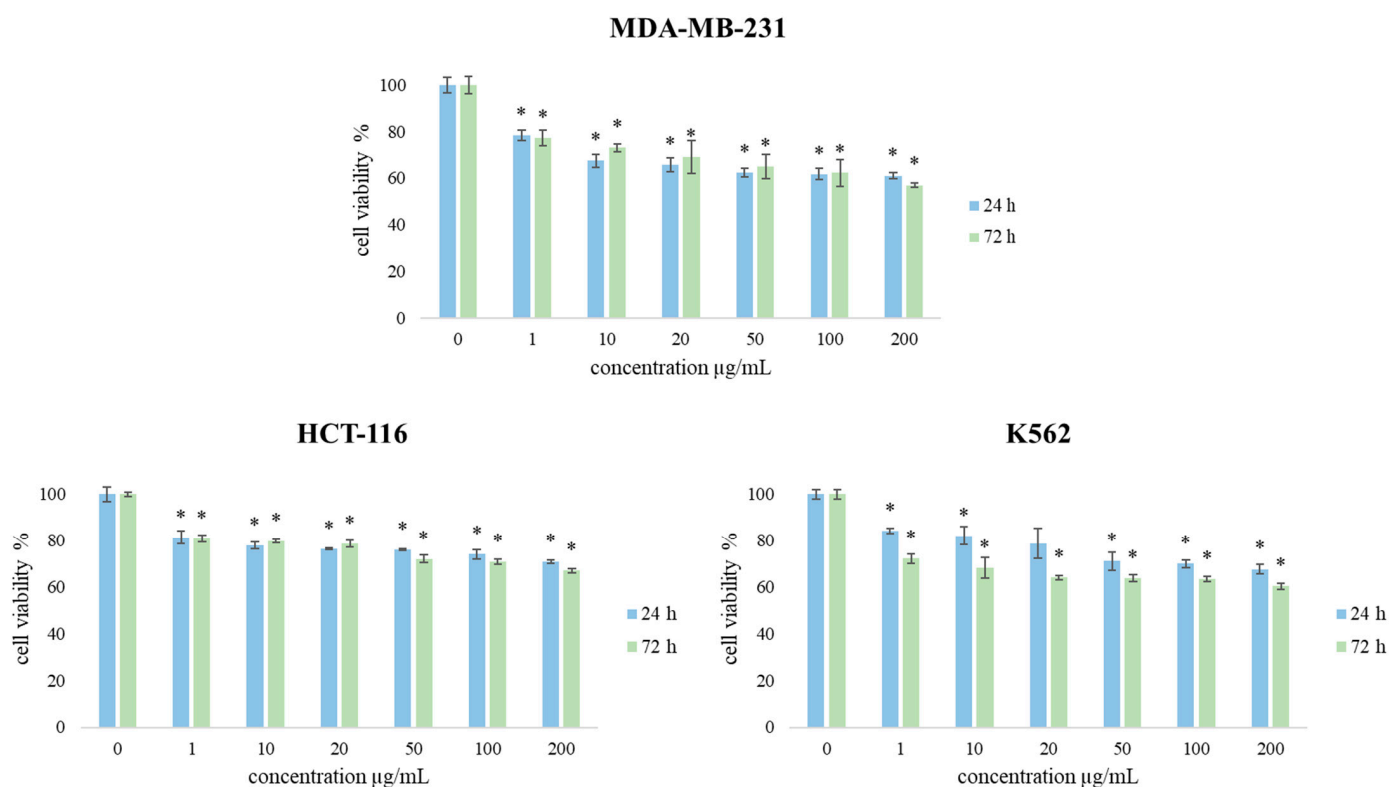 MDA-MB-231
100
80
60
40
20
0
cell viability %
* * * * * * * * * * * *
0 1 10 20 50 100 200
concentration µg/mL
24 h
72 h
HCT-116
100
80
60
40
20
0
cell viability %
* * * * * * * * * * * *
0 1 10 20 50 100 200
concentration µg/mL
24 h
72 h
K562
100
80
60
40
20
0
cell viability %
* * * * * * * * * * *
0 1 10 20 50 100 200
concentration µg/mL
24 h
72 h